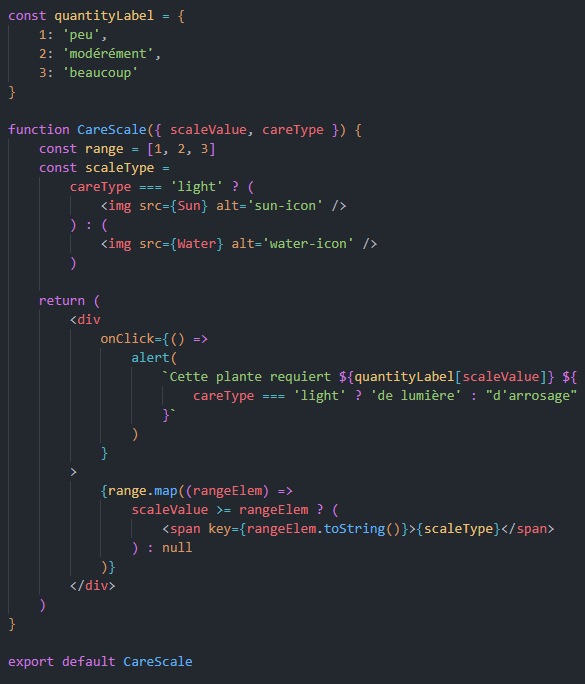 const quantityLabel = {
    1: 'peu',
    2: 'modérément',
    3: 'beaucoup'
}

function CareScale({ scaleValue, careType }) {
    const range = [1, 2, 3]
    const scaleType =
        careType === 'light' ? (
            <img src={Sun} alt='sun-icon' />
        ) : (
            <img src={Water} alt='water-icon' />
        )

    return (
        <div
            onClick={() =>
                alert(
                    `Cette plante requiert ${quantityLabel[scaleValue]} ${
                        careType === 'light' ? 'de lumière' : "d'arrosage"
                    }`
                )
            }
        >
            {range.map((rangeElem) =>
                scaleValue >= rangeElem ? (
                    <span key={rangeElem.toString()}>{scaleType}</span>
                ) : null
            )}
        </div>
    )
}

export default CareScale